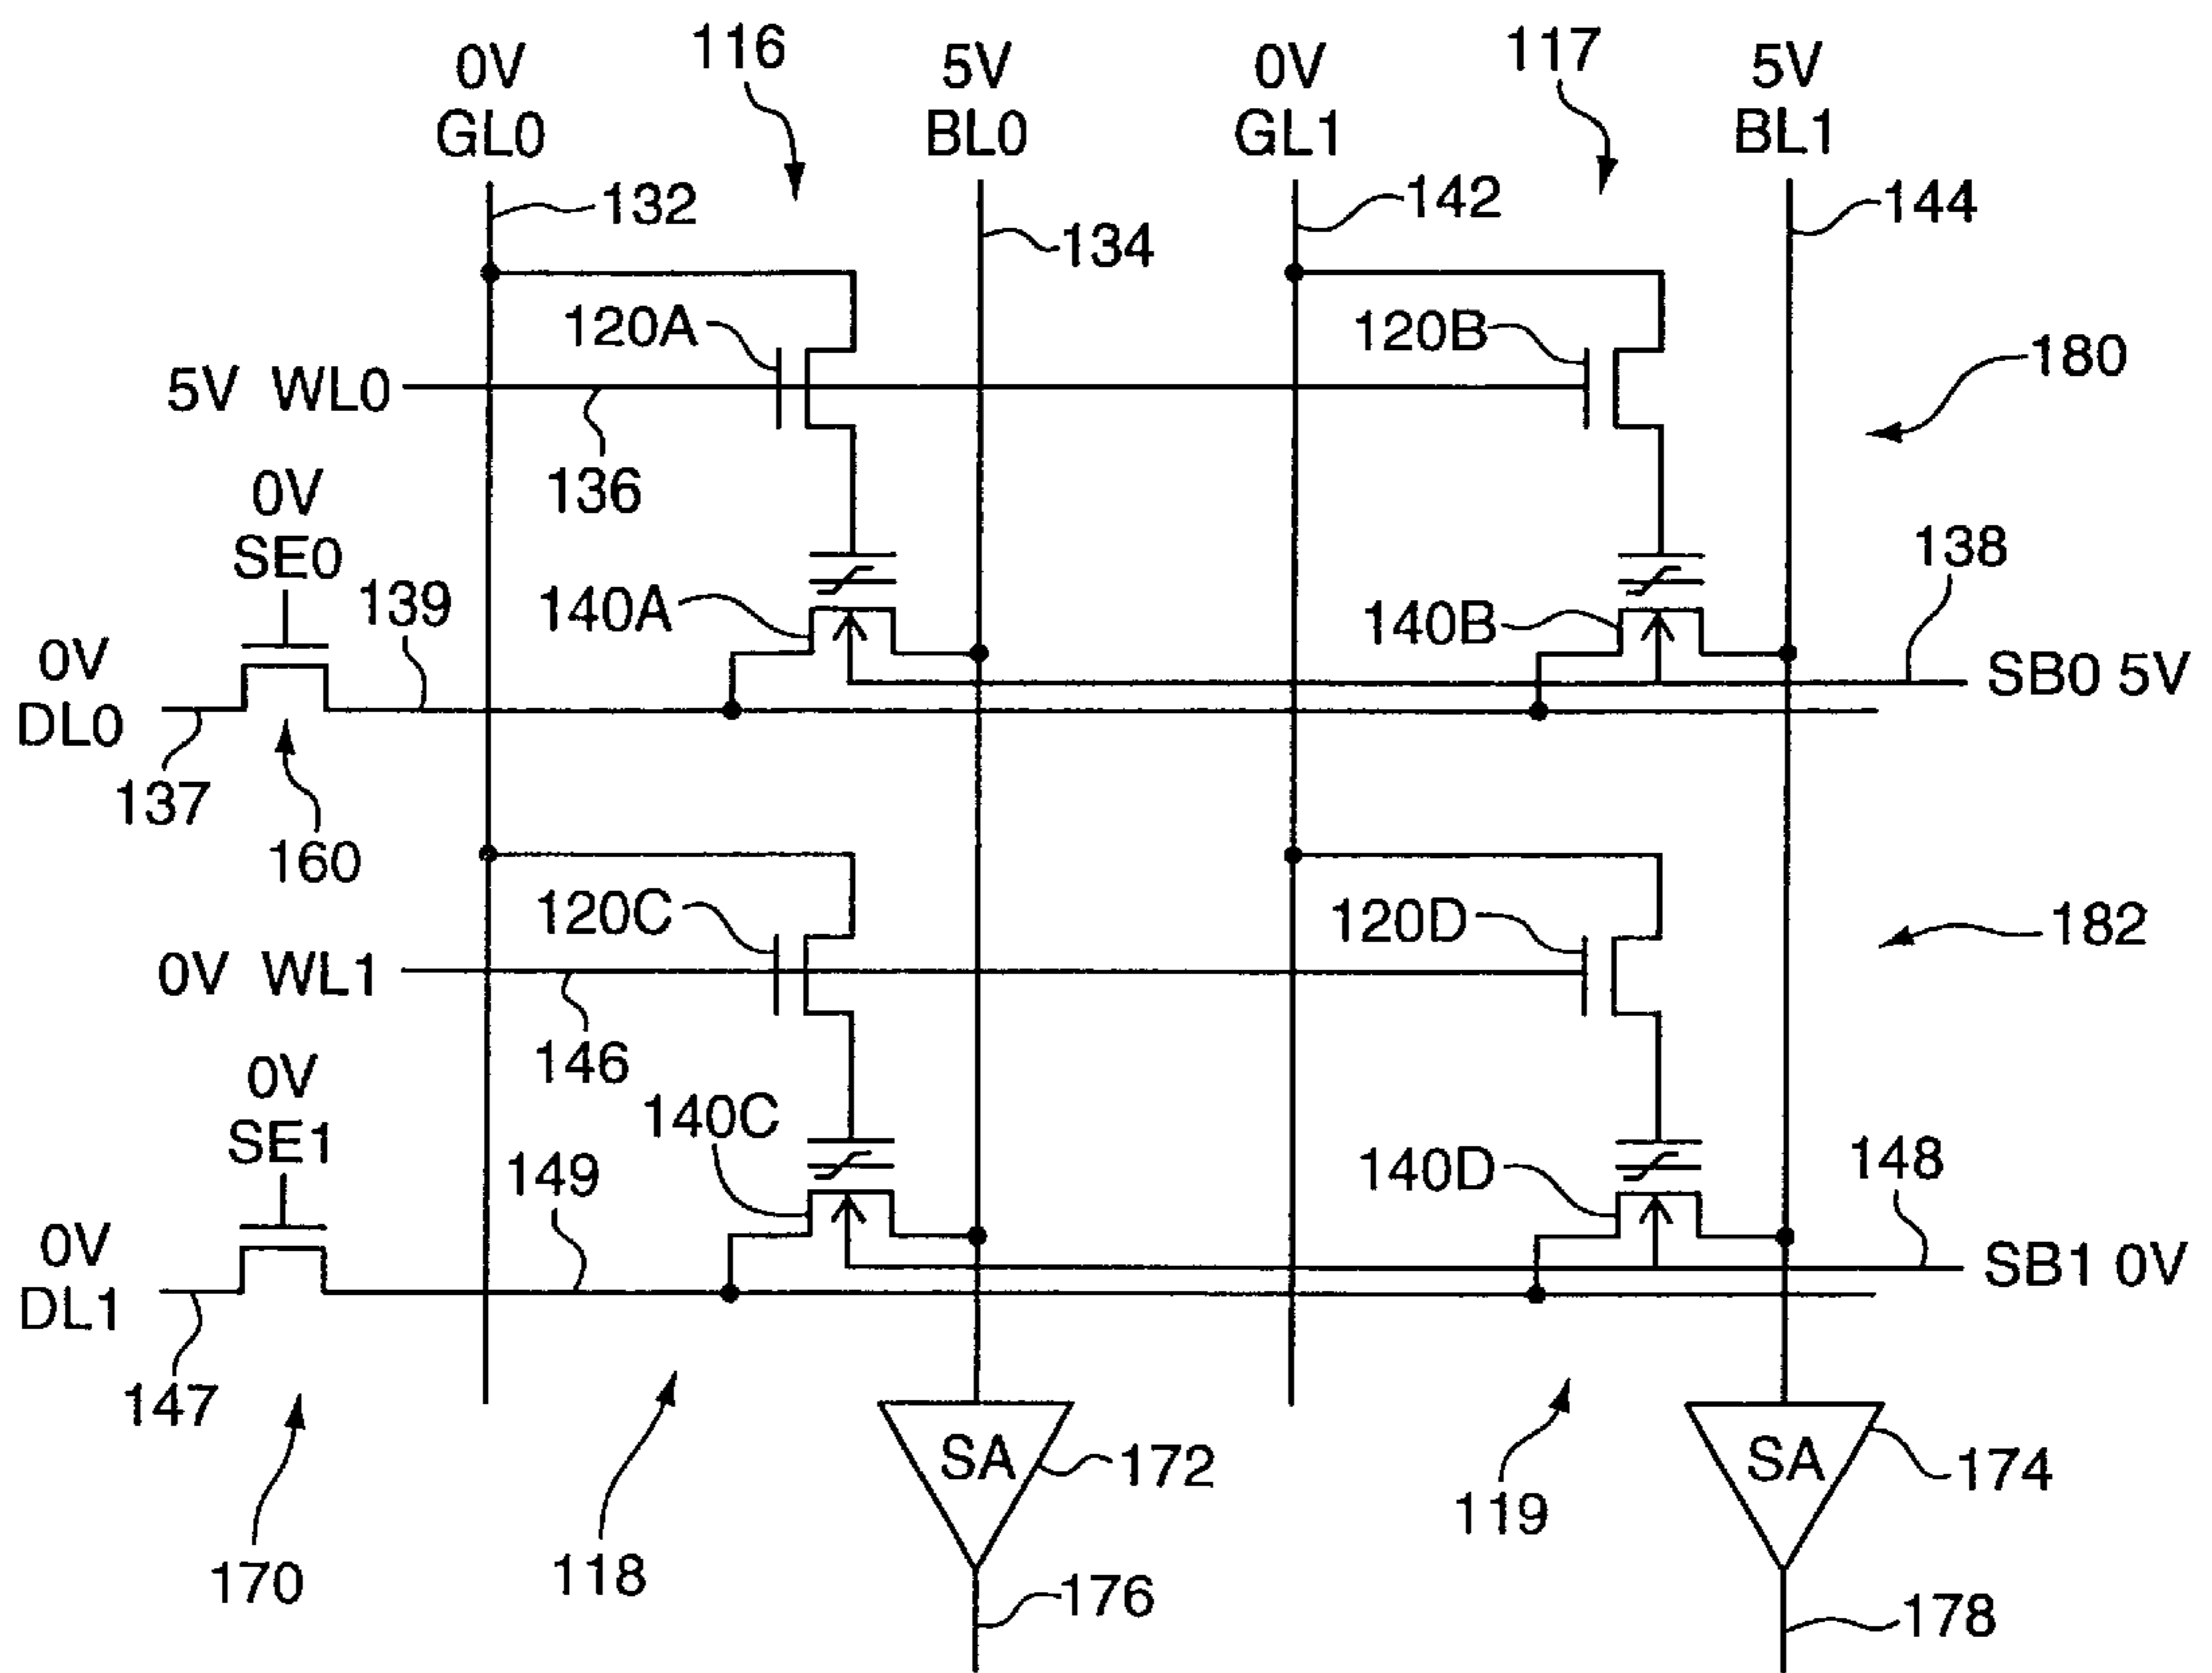 0V
GL0
116
5V
BL0
0V
GL1
117
5V
BL1
132
134
142
144
120A
120B
180
5V WL0
136
0V
SE0
139
140A
140B
138
SB0 5V
0V
DL0
137
160
120C
120D
182
0V WL1
146
0V
SE1
149
140C
140D
148
SB1 0V
0V
DL1
147
170
118
SA
172
119
SA
174
176
178